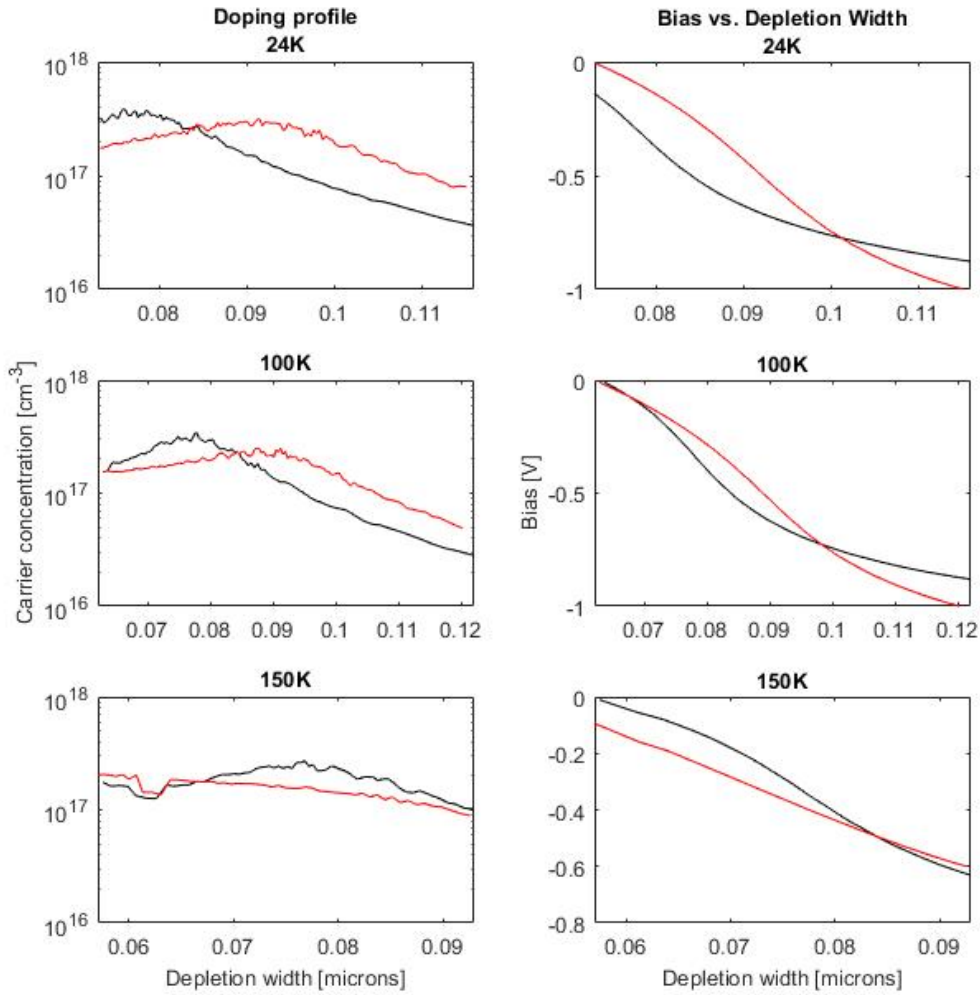 Doping profile
24K
10^18
10^17
10^16
0.08 0.09 0.1 0.11
Bias vs. Depletion Width
24K
0
-0.5
-1
0.08 0.09 0.1 0.11
Carrier concentration [cm^-3]
100K
10^18
10^17
10^16
0.07 0.08 0.09 0.1 0.11 0.12
Bias [V]
100K
0
-0.5
-1
0.07 0.08 0.09 0.1 0.11 0.12
150K
10^18
10^17
10^16
0.06 0.07 0.08 0.09
Depletion width [microns]
150K
0
-0.2
-0.4
-0.6
-0.8
0.06 0.07 0.08 0.09
Depletion width [microns]